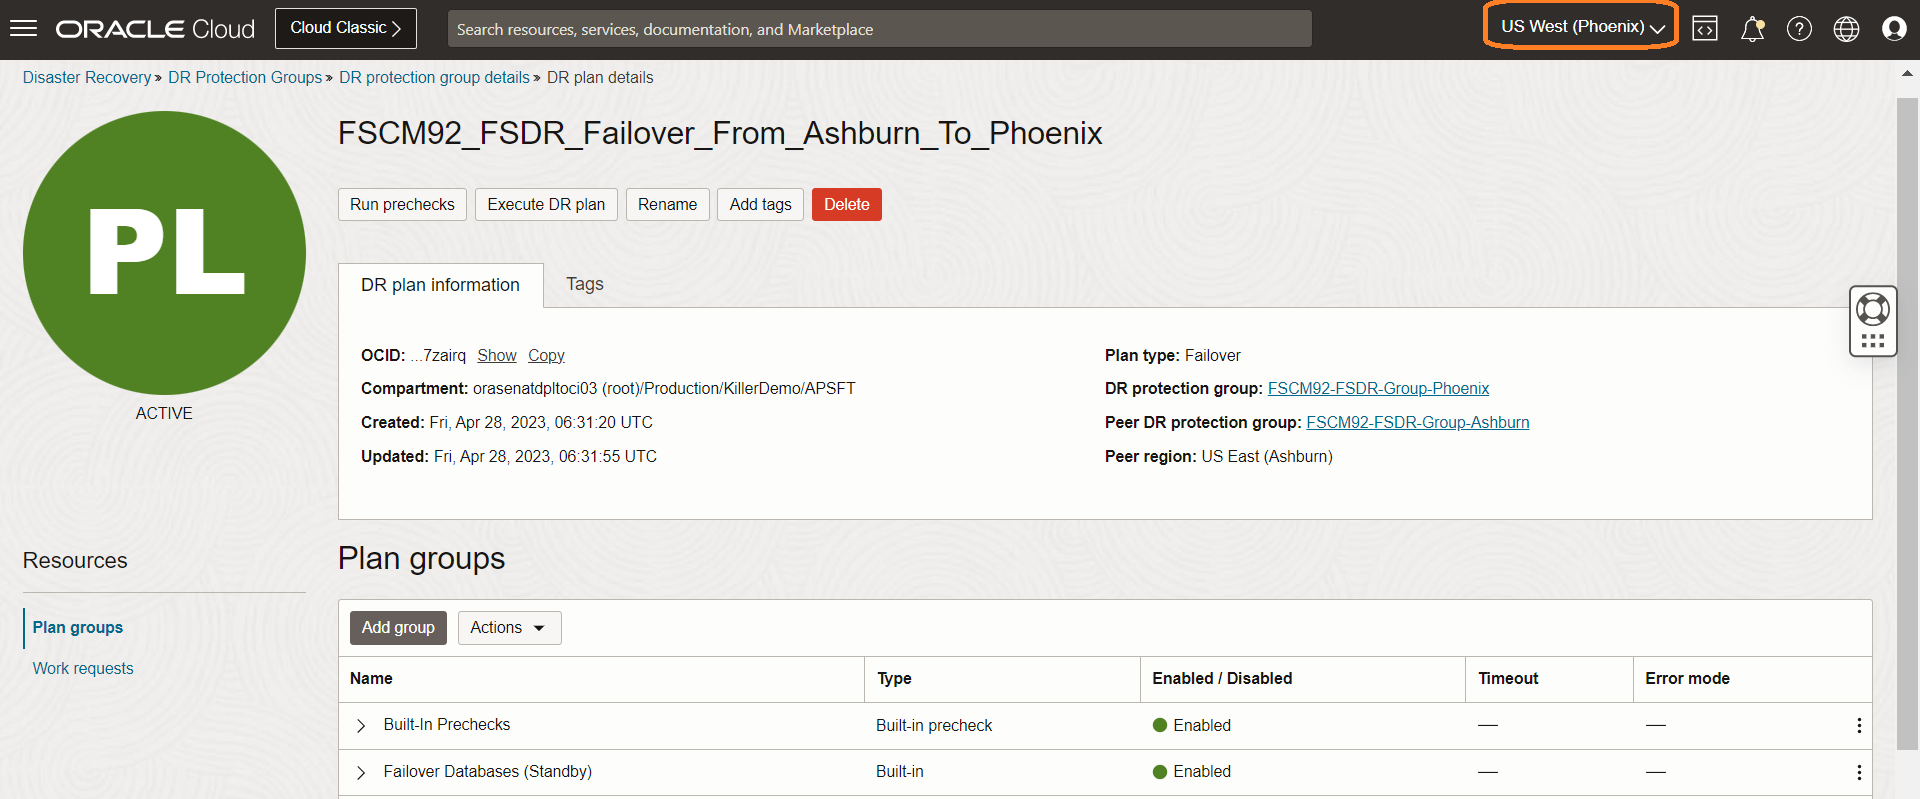 ORACLE Cloud
Cloud Classic
Search resources, services, documentation, and Marketplace
US West (Phoenix)
Disaster Recovery » DR Protection Groups » DR protection group details » DR plan details
PL
ACTIVE
FSCM92_FSDR_Failover_From_Ashburn_To_Phoenix
Run prechecks Execute DR plan Rename Add tags Delete
DR plan information Tags
OCID: ...7zairq Show Copy
Compartment: orasenatdpltoci03 (root)/Production/KillerDemo/APSFT
Created: Fri, Apr 28, 2023, 06:31:20 UTC
Updated: Fri, Apr 28, 2023, 06:31:55 UTC
Plan type: Failover
DR protection group: FSCM92-FSDR-Group-Phoenix
Peer DR protection group: FSCM92-FSDR-Group-Ashburn
Peer region: US East (Ashburn)
Resources
Plan groups
Work requests
Plan groups
Add group Actions
Name Type Enabled / Disabled Timeout Error mode
Built-In Prechecks Built-in precheck Enabled — —
Failover Databases (Standby) Built-in Enabled — —